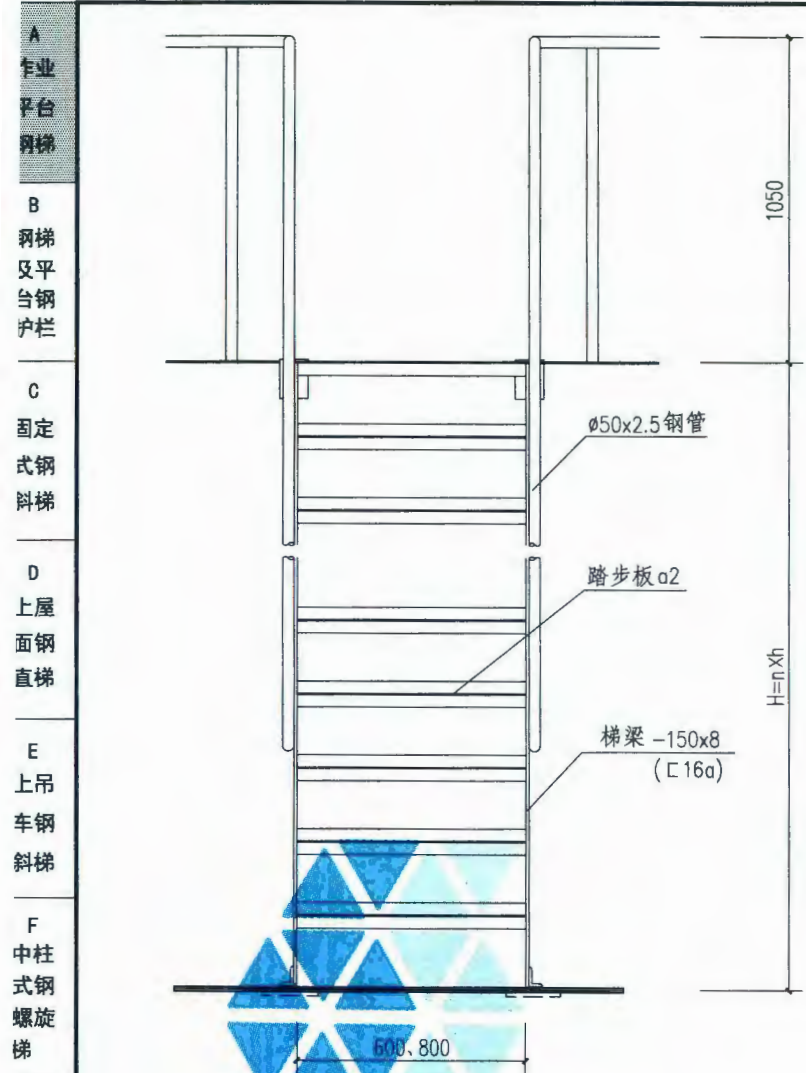 A
作业
平台
钢梯
B
钢梯
及平
台钢
护栏
C
固定
式钢
斜梯
D
上屋
面钢
直梯
E
上吊
车钢
斜梯
F
中柱
式钢
螺旋
梯
1050
ø50x2.5钢管
踏步板a2
H=n×h
梯梁 -150x8
(⊏16a)
600、800